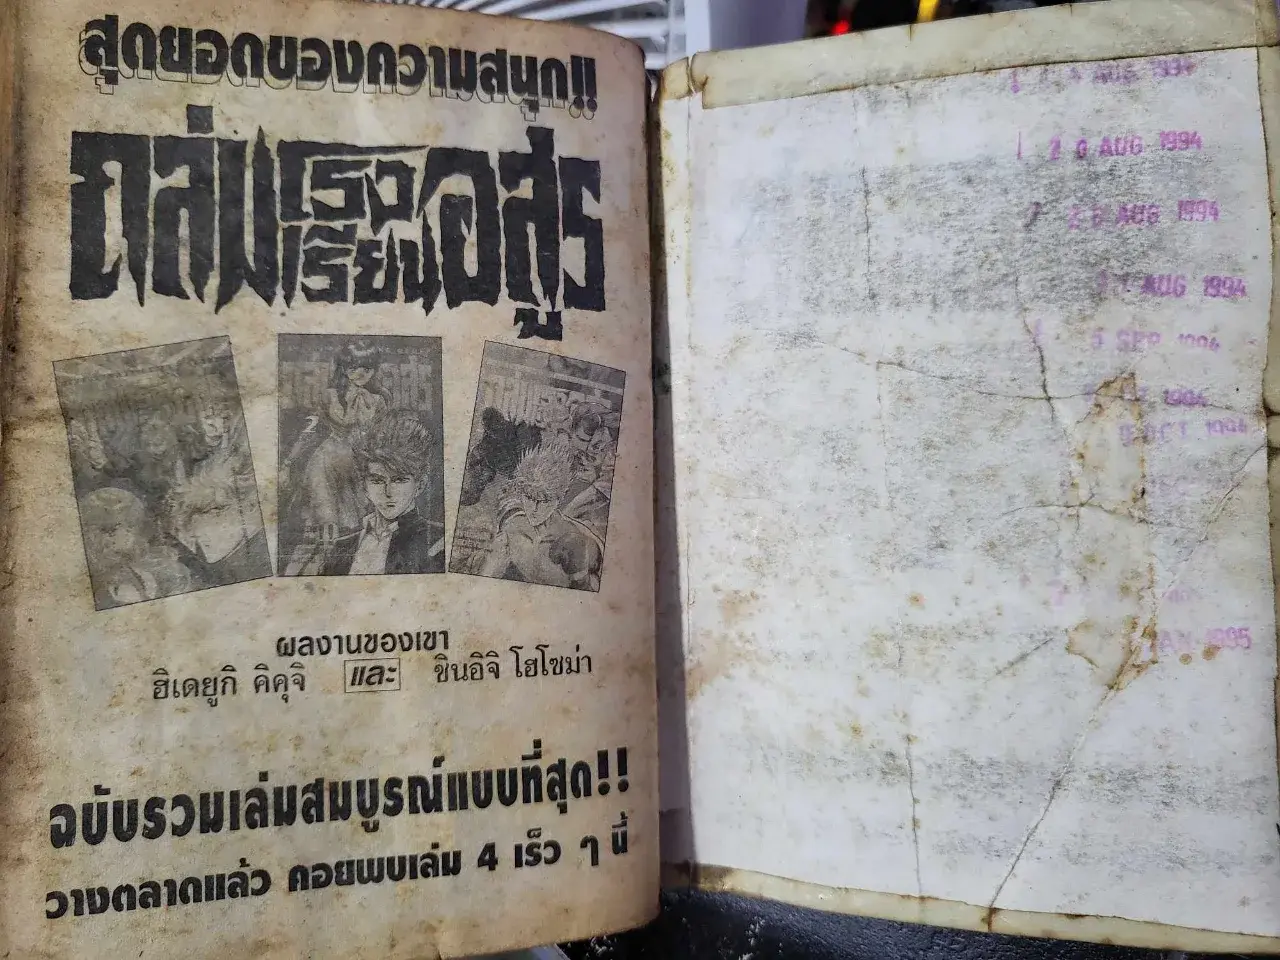 สุดยอดของความสนุก!!
ถล่มโรงเรียนอสูร
ผลงานของเขา
ฮิเดยูกิ คิคุจิ และ ชินอิจิ โฮโซม่า
ฉบับรวมเล่มสมบูรณ์แบบที่สุด!!
วางตลาดแล้ว คอยพบเล่ม 4 เร็ว ๆ นี้
AUG 1994
2 0 AUG 1994
AUG 1994
AUG 1994
SEP 1994
1994
OCT 1994
1995